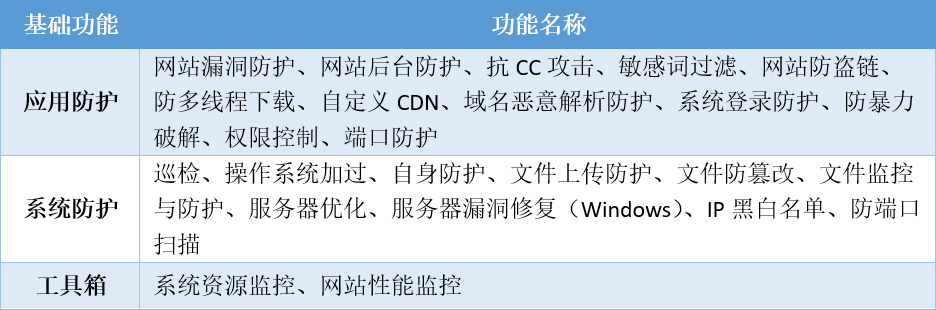 基础功能 功能名称
网站漏洞防护、网站后台防护、抗 CC 攻击、敏感词过滤、网站防盗链、
应用防护 防多线程下载、自定义 CDN、域名恶意解析防护、系统登录防护、防暴力
破解、权限控制、端口防护
巡检、操作系统加过、自身防护、文件上传防护、文件防篡改、文件监控
系统防护 与防护、服务器优化、服务器漏洞修复（Windows）、IP 黑白名单、防端口
扫描
工具箱 系统资源监控、网站性能监控